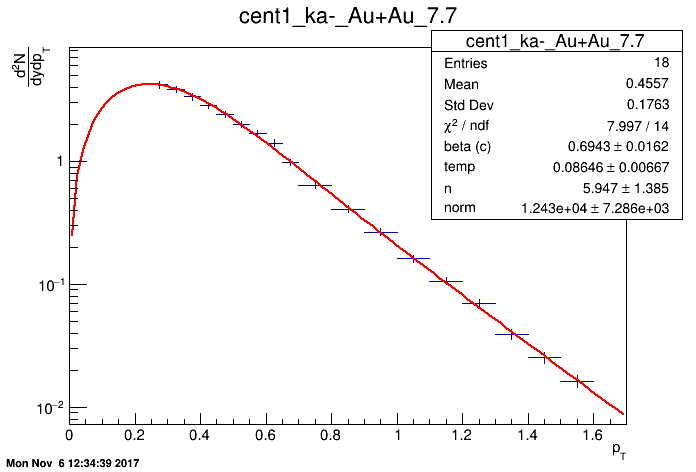 cent1_ka-_Au+Au_7.7
d²N
dydp_T
cent1_ka-_Au+Au_7.7
Entries 18
Mean 0.4557
Std Dev 0.1763
χ² / ndf 7.997 / 14
beta (c) 0.6943 ± 0.0162
temp 0.08646 ± 0.00667
n 5.947 ± 1.385
norm 1.243e+04 ± 7.286e+03
1
10⁻¹
10⁻²
0 0.2 0.4 0.6 0.8 1 1.2 1.4 1.6
p_T
Mon Nov 6 12:34:39 2017